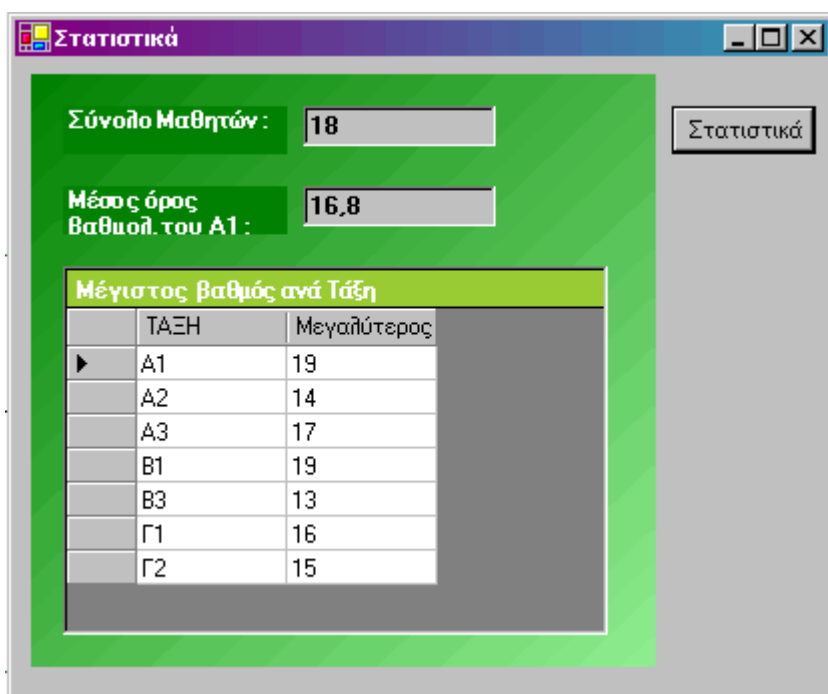 Στατιστικά
Σύνολο Μαθητών :
18
Στατιστικά
Μέσος όρος
Βαθμολ. του Α1 :
16,8
Μέγιστος βαθμός ανά Τάξη
ΤΑΞΗ Μεγαλύτερος
Α1 19
Α2 14
Α3 17
Β1 19
Β3 13
Γ1 16
Γ2 15